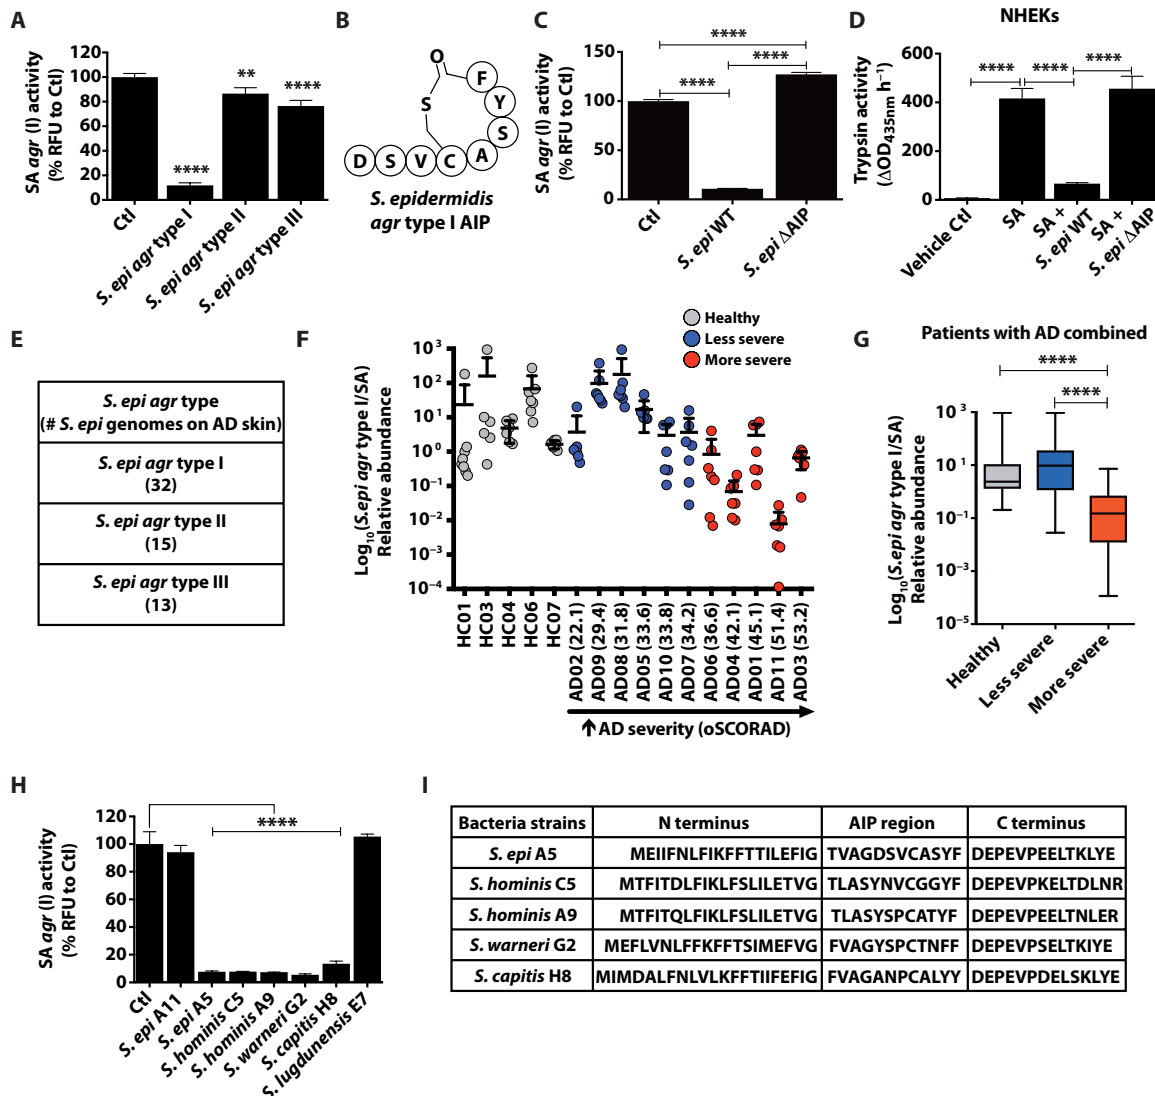 A
SA agr (I) activity
(% RFU to Ctl)
120
100
80
60
40
20
0
****
**
****
Ctl
S. epi agr type I
S. epi agr type II
S. epi agr type III
B
O
S
F
Y
S
A
C
V
S
D
S. epidermidis
agr type I AIP
C
SA agr (I) activity
(% RFU to Ctl)
150
100
50
0
****
****
****
Ctl
S. epi WT
S. epi ΔAIP
D
NHEKs
Trypsin activity
(ΔOD435nm h−1)
600
400
200
0
****
****
****
Vehicle Ctl
SA
SA +
S. epi WT
SA +
S. epi ΔAIP
E
S. epi agr type
(# S. epi genomes on AD skin)
S. epi agr type I
(32)
S. epi agr type II
(15)
S. epi agr type III
(13)
F
Healthy
Less severe
More severe
Log10(S.epi agr type I/SA)
Relative abundance
10^3
10^2
10^1
10^0
10^−1
10^−2
10^−3
10^−4
HC01
HC03
HC04
HC06
HC07
AD02 (22.1)
AD09 (29.4)
AD08 (31.8)
AD05 (33.6)
AD10 (33.8)
AD07 (34.2)
AD06 (36.6)
AD04 (42.1)
AD01 (45.1)
AD11 (51.4)
AD03 (53.2)
↑AD severity (oSCORAD)
G
Patients with AD combined
Log10(S.epi agr type I/SA)
Relative abundance
10^3
10^1
10^−1
10^−3
10^−5
****
****
Healthy
Less severe
More severe
H
SA agr (I) activity
(% RFU to Ctl)
120
100
80
60
40
20
0
****
Ctl
S. epi A11
S. epi A5
S. hominis C5
S. hominis A9
S. warneri G2
S. capitis H8
S. lugdunensis E7
I
Bacteria strains N terminus AIP region C terminus
S. epi A5 MEIIFNLFIKFFTTILEFIG TVAGDSVCASYF DEPEVPEELTKLYE
S. hominis C5 MTFITDLFIKLFSLILETVG TLASYNVCGGYF DEPEVPKELTDLNR
S. hominis A9 MTFITQLFIKLFSLILETVG TLASYSPCATYF DEPEVPEELTNLER
S. warneri G2 MEFLVNLFFKFFTSIMEFVG FVAGYSPCTNFF DEPEVPSELTKIYE
S. capitis H8 MIMDALFNLVLKFFTIIFEFIG FVAGANPCALYY DEPEVPDELSKLYE